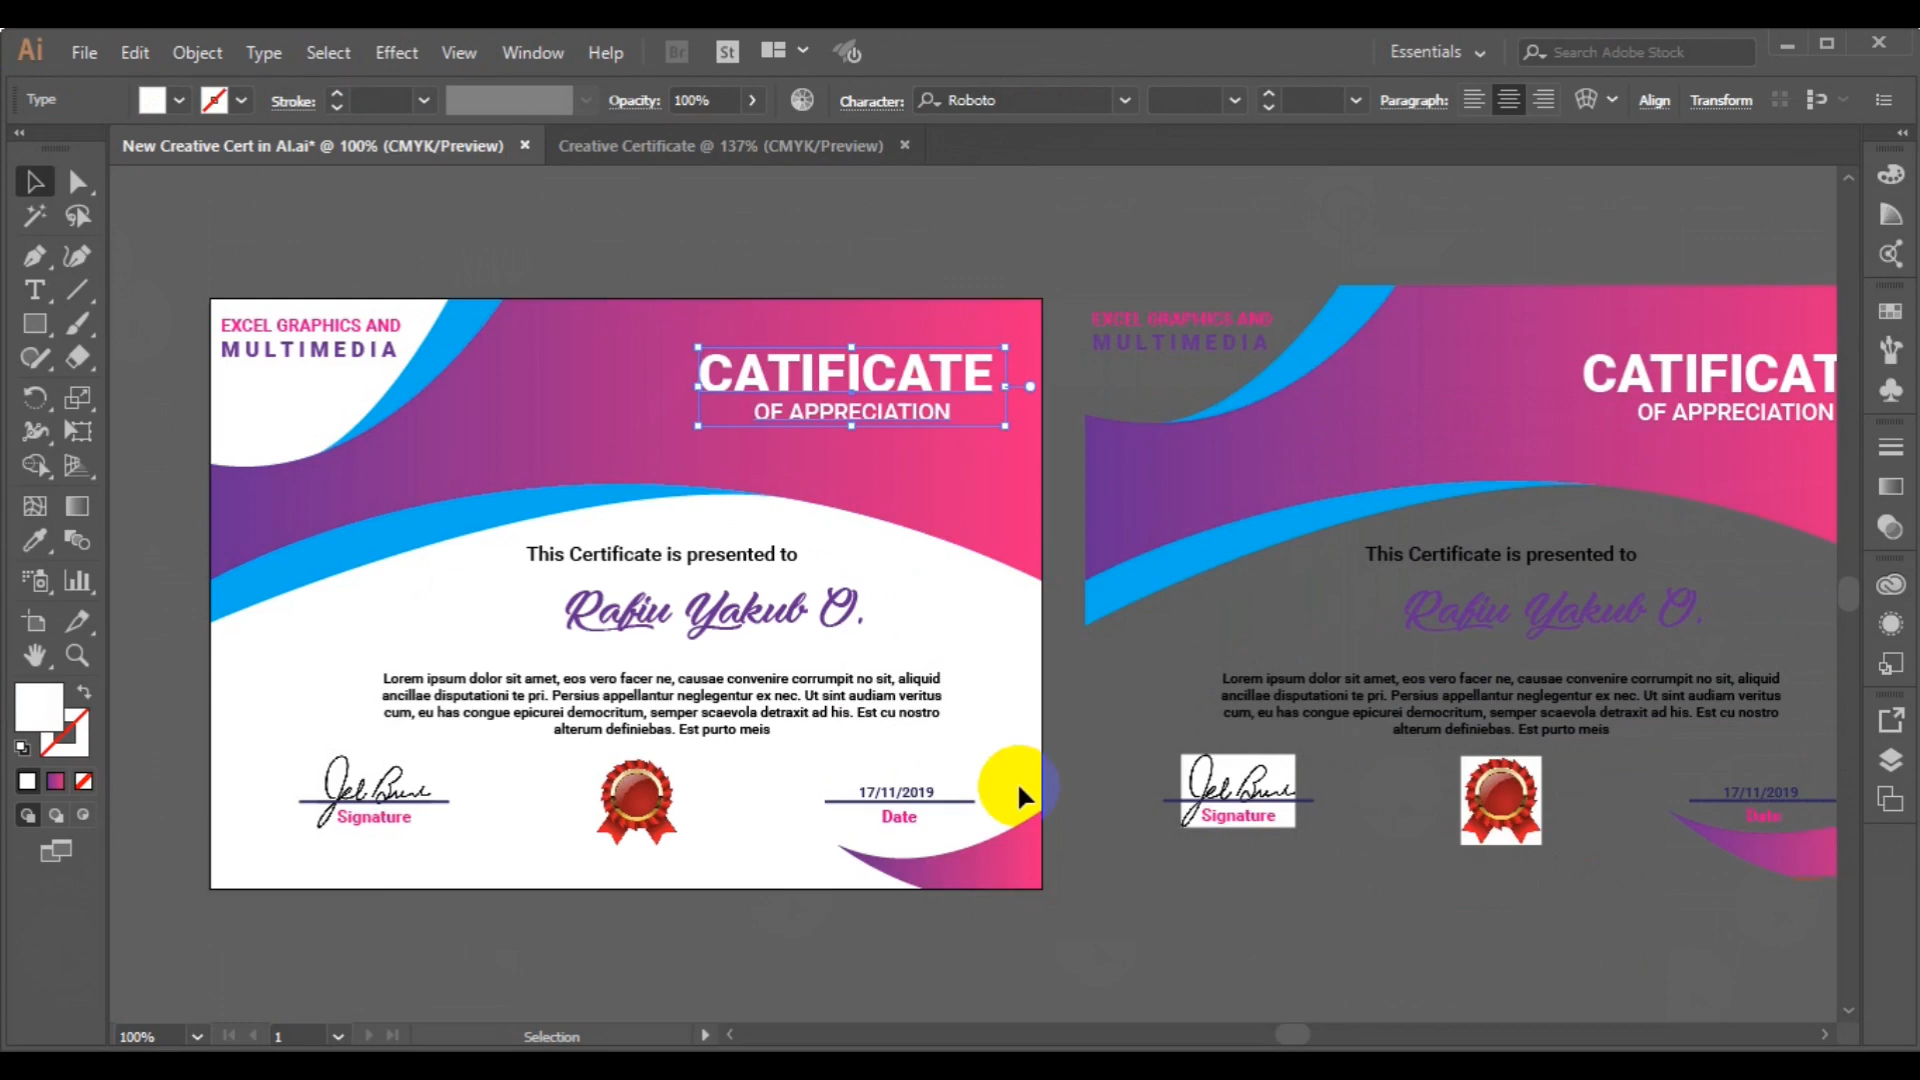 Ai File Edit Object Type Select Effect View Window Help Br St Essentials Search Adobe Stock
Type Stroke: Opacity: 100% Character: Roboto Paragraph: Align Transform
New Creative Cert in AI.ai* @ 100% (CMYK/Preview) × Creative Certificate @ 137% (CMYK/Preview) ×
EXCEL GRAPHICS AND
MULTIMEDIA
CATIFICATE
OF APPRECIATION
This Certificate is presented to
Rafiu Yakub O.
Lorem ipsum dolor sit amet, eos vero facer ne, causae convenire corrumpit no sit, aliquid
ancillae disputationi te pri. Persius appellantur neglegentur ex nec. Ut sint audiam veritus
cum, eu has congue epicurei democritum, semper scaevola detraxit ad his. Est cu nostro
alterum definiebas. Est purto meis
Signature
17/11/2019
Date
EXCEL GRAPHICS AND
MULTIMEDIA
CATIFICAT
OF APPRECIATION
This Certificate is presented to
Rafiu Yakub O.
Lorem ipsum dolor sit amet, eos vero facer ne, causae convenire corrumpit no sit, aliquid
ancillae disputationi te pri. Persius appellantur neglegentur ex nec. Ut sint audiam veritus
cum, eu has congue epicurei democritum, semper scaevola detraxit ad his. Est cu nostro
alterum definiebas. Est purto meis
Signature
17/11/2019
Date
100% 1 Selection